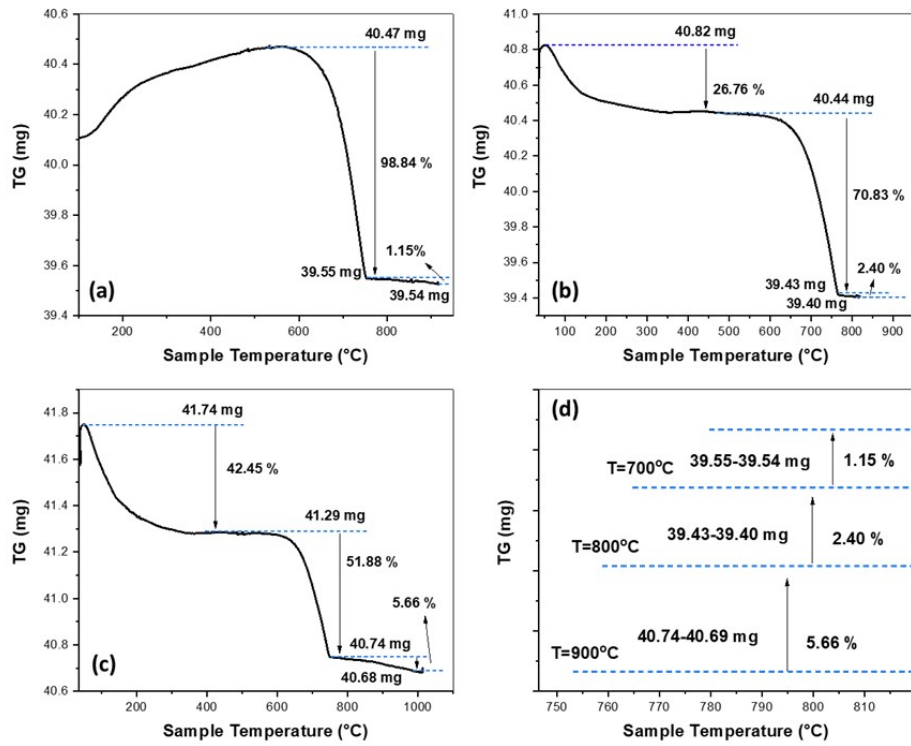 40.6
40.4
40.2
40.0
39.8
39.6
39.4
TG (mg)
40.47 mg
98.84 %
1.15%
39.55 mg
39.54 mg
(a)
200
400
600
800
Sample Temperature (°C)
41.0
40.8
40.6
40.4
40.2
40.0
39.8
39.6
39.4
TG (mg)
40.82 mg
26.76 %
40.44 mg
70.83 %
2.40 %
39.43 mg
39.40 mg
(b)
100
200
300
400
500
600
700
800
900
Sample Temperature (°C)
41.8
41.6
41.4
41.2
41.0
40.8
40.6
TG (mg)
41.74 mg
42.45 %
41.29 mg
51.88 %
5.66 %
40.74 mg
40.68 mg
(c)
200
400
600
800
1000
Sample Temperature (°C)
(d)
TG (mg)
T=700°C
39.55-39.54 mg
1.15 %
T=800°C
39.43-39.40 mg
2.40 %
T=900°C
40.74-40.69 mg
5.66 %
750
760
770
780
790
800
810
820
Sample Temperature (°C)